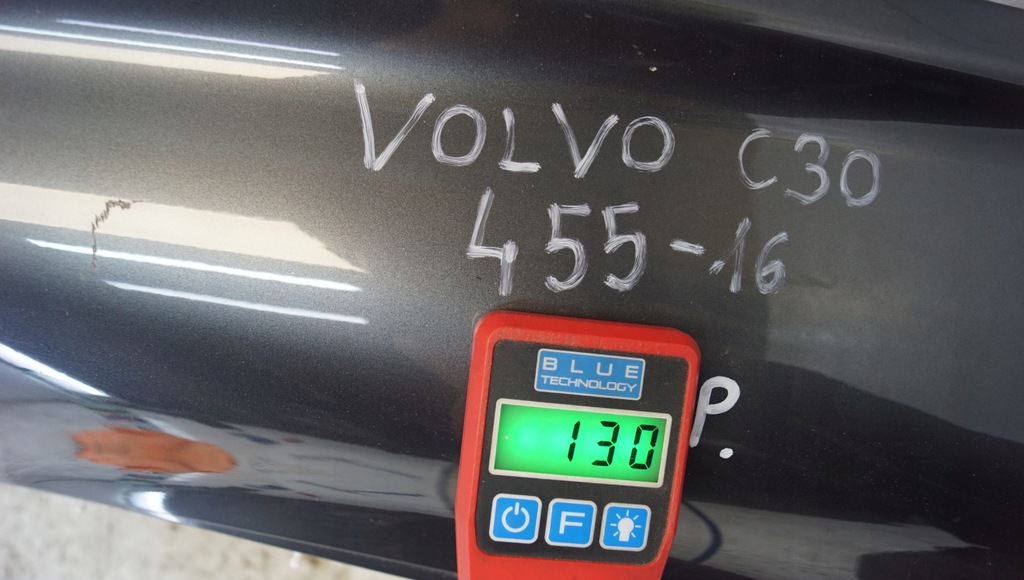 VOLVO C30
455-16
BLUE
TECHNOLOGY
130
P.
F